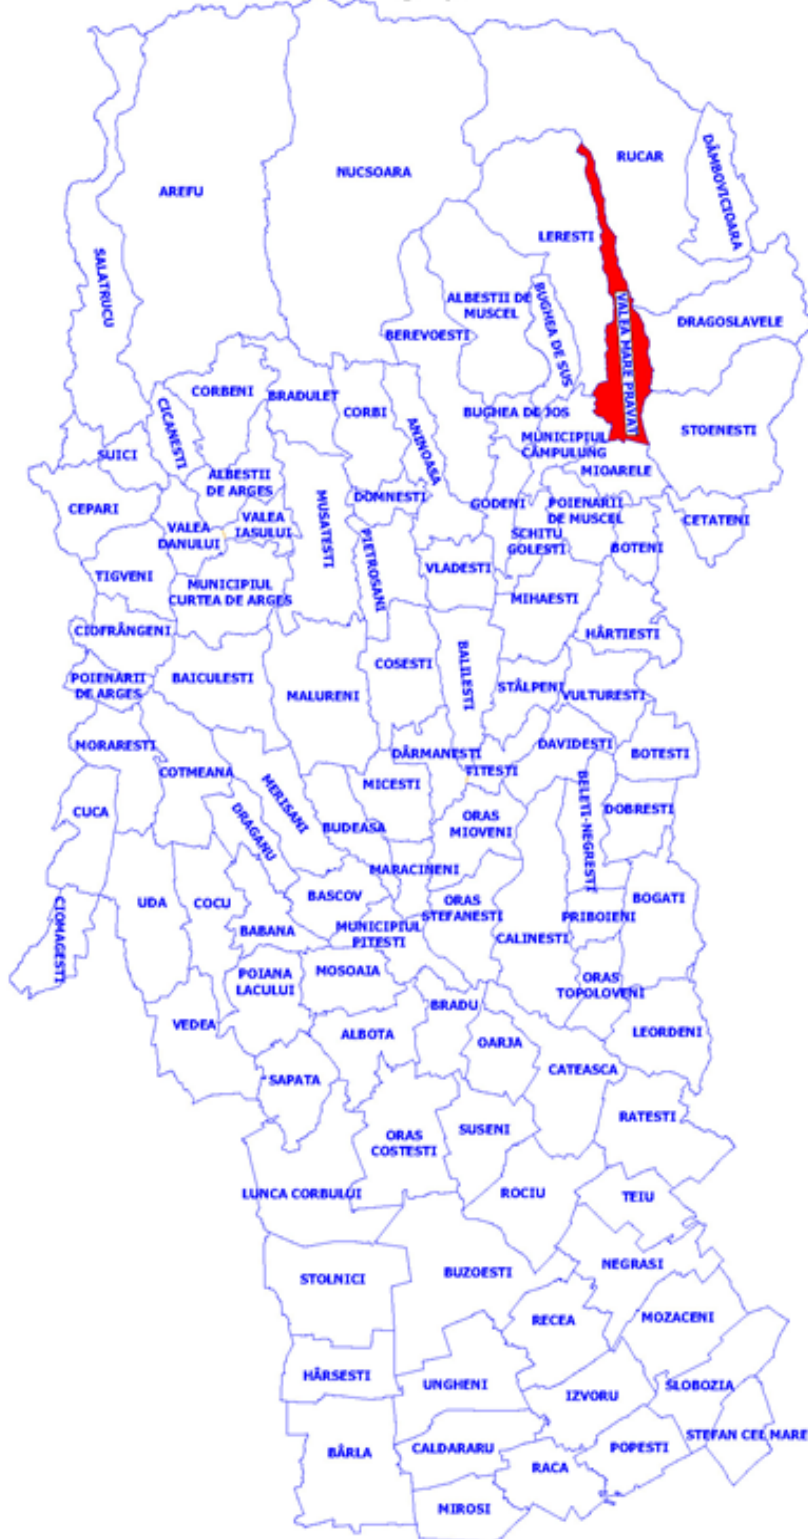 RUCAR
DÂMBOVICIOARA
NUCSOARA
AREFU
LERESTI
SALATRUCU
ALBESTII DE
MUSCEL
BUGHEA DE SUS
VALEA MARE PRAVAT
DRAGOSLAVELE
BEREVOESTI
CORBENI
BRADULET
CORBI
CICANESTI
ANINOASA
BUGHEA DE JOS
MUNICIPIUL
CÂMPULUNG
STOENESTI
SUICI
MIOARELE
ALBESTII
DE ARGES
DOMNESTI
CEPARI
MUSATESTI
GODENI
POIENARII
DE MUSCEL
CETATENI
VALEA
DANULUI
VALEA
IASULUI
PIETROSANI
SCHITU
GOLESTI
BOTENI
TIGVENI
MUNICIPIUL
CURTEA DE ARGES
VLADESTI
MIHAESTI
CIOFRÂNGENI
HÂRTIESTI
POIENARII
DE ARGES
BAICULESTI
COSESTI
BALILESTI
MALURENI
STÂLPENI
VULTURESTI
MORARESTI
COTMEANA
DÂRMANESTI
DAVIDESTI
BOTESTI
TITESTI
MERISANI
MICESTI
CUCA
DRAGANU
BUDEASA
ORAS
MIOVENI
BELETI-NEGRESTI
DOBRESTI
MARACINENI
UDA
COCU
BASCOV
ORAS
STEFANESTI
BOGATI
CIOMAGESTI
BABANA
MUNICIPIUL
PITESTI
CALINESTI
PRIBOIENI
POIANA
LACULUI
MOSOAIA
ORAS
TOPOLOVENI
BRADU
VEDEA
ALBOTA
OARJA
LEORDENI
SAPATA
CATEASCA
ORAS
COSTESTI
SUSENI
RATESTI
LUNCA CORBULUI
ROCIU
TEIU
STOLNICI
BUZOESTI
NEGRASI
RECEA
MOZACENI
HÂRSESTI
UNGHENI
IZVORU
SLOBOZIA
BÂRLA
CALDARARU
RACA
POPESTI
STEFAN CEL MARE
MIROSI